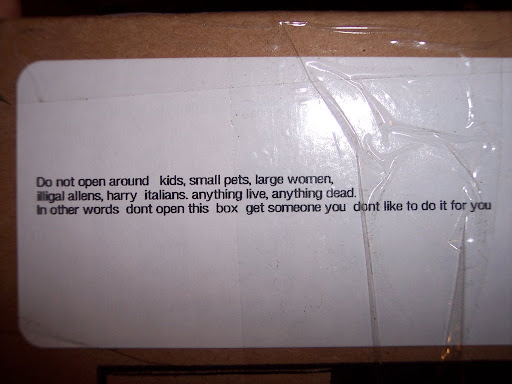 Do not open around kids, small pets, large women,
illigal allens, harry italians. anything live, anything dead.
In other words dont open this box get someone you dont like to do it for you